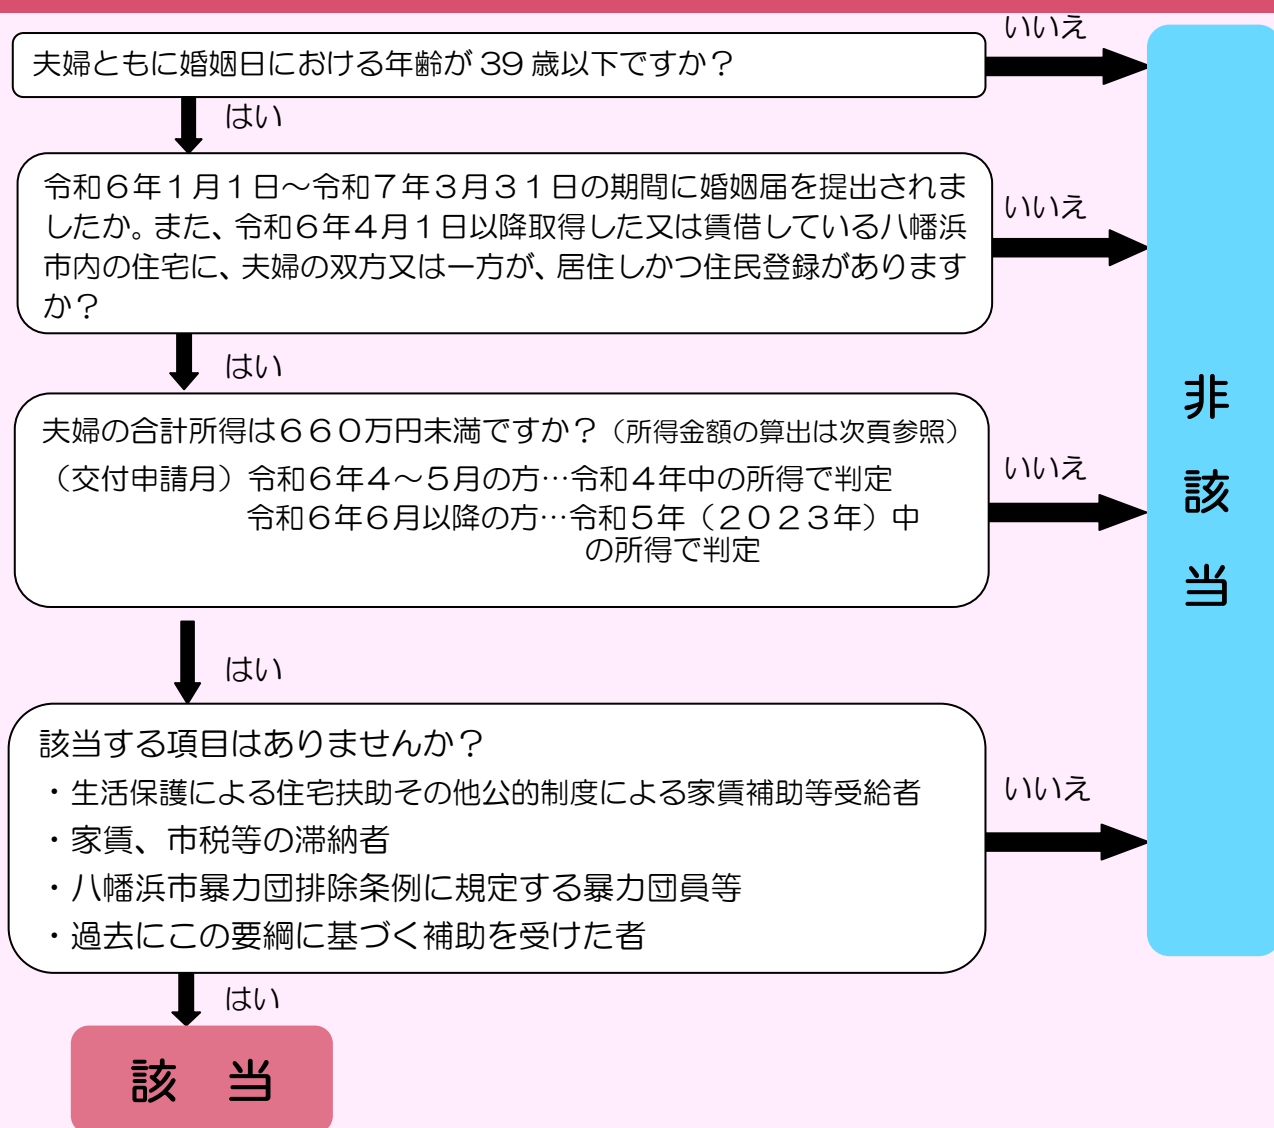 いいえ
夫婦ともに婚姻日における年齢が39歳以下ですか？
はい
令和６年１月１日～令和７年３月３１日の期間に婚姻届を提出されま
したか。また、令和６年４月１日以降取得した又は賃借している八幡浜
市内の住宅に、夫婦の双方又は一方が、居住しかつ住民登録があります
か？
いいえ
はい
夫婦の合計所得は６６０万円未満ですか？（所得金額の算出は次頁参照）
（交付申請月）令和６年４～５月の方…令和４年中の所得で判定
令和６年６月以降の方…令和５年（２０２３年）中
の所得で判定
いいえ
はい
該当する項目はありませんか？
・生活保護による住宅扶助その他公的制度による家賃補助等受給者
・家賃、市税等の滞納者
・八幡浜市暴力団排除条例に規定する暴力団員等
・過去にこの要綱に基づく補助を受けた者
いいえ
はい
該　当
非該当